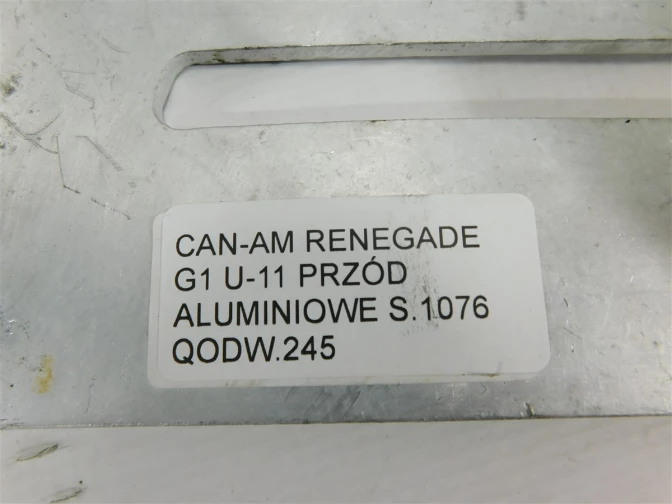 CAN-AM RENEGADE
G1 U-11 PRZÓD
ALUMINIOWE S.1076
QODW.245